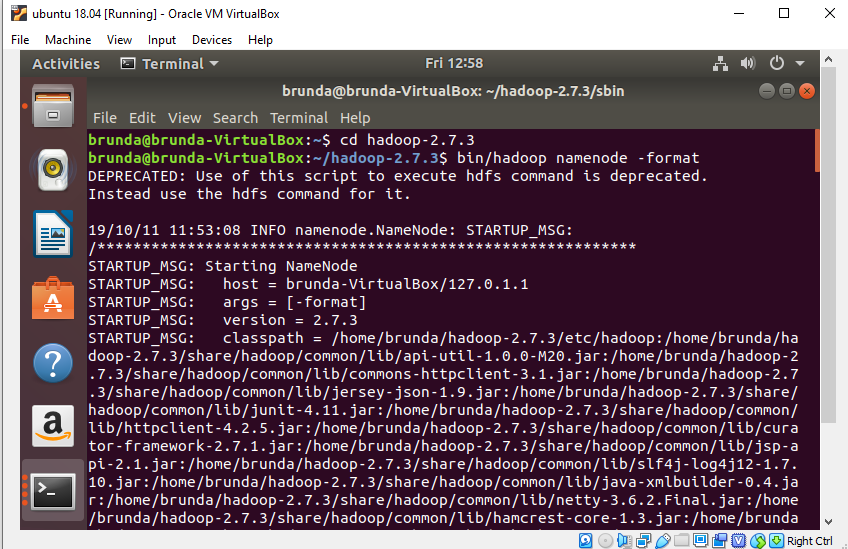 ubuntu 18.04 [Running] - Oracle VM VirtualBox
File Machine View Input Devices Help
Activities Terminal Fri 12:58
brunda@brunda-VirtualBox: ~/hadoop-2.7.3/sbin
File Edit View Search Terminal Help
brunda@brunda-VirtualBox:~$ cd hadoop-2.7.3
brunda@brunda-VirtualBox:~/hadoop-2.7.3$ bin/hadoop namenode -format
DEPRECATED: Use of this script to execute hdfs command is deprecated.
Instead use the hdfs command for it.
19/10/11 11:53:08 INFO namenode.NameNode: STARTUP_MSG:
/************************************************************
STARTUP_MSG: Starting NameNode
STARTUP_MSG:   host = brunda-VirtualBox/127.0.1.1
STARTUP_MSG:   args = [-format]
STARTUP_MSG:   version = 2.7.3
STARTUP_MSG:   classpath = /home/brunda/hadoop-2.7.3/etc/hadoop:/home/brunda/ha
doop-2.7.3/share/hadoop/common/lib/api-util-1.0.0-M20.jar:/home/brunda/hadoop-2
.7.3/share/hadoop/common/lib/commons-httpclient-3.1.jar:/home/brunda/hadoop-2.7
.3/share/hadoop/common/lib/jersey-json-1.9.jar:/home/brunda/hadoop-2.7.3/share/
hadoop/common/lib/junit-4.11.jar:/home/brunda/hadoop-2.7.3/share/hadoop/common/
lib/httpclient-4.2.5.jar:/home/brunda/hadoop-2.7.3/share/hadoop/common/lib/cura
tor-framework-2.7.1.jar:/home/brunda/hadoop-2.7.3/share/hadoop/common/lib/jsp-a
pi-2.1.jar:/home/brunda/hadoop-2.7.3/share/hadoop/common/lib/slf4j-log4j12-1.7.
10.jar:/home/brunda/hadoop-2.7.3/share/hadoop/common/lib/java-xmlbuilder-0.4.ja
r:/home/brunda/hadoop-2.7.3/share/hadoop/common/lib/netty-3.6.2.Final.jar:/home
/brunda/hadoop-2.7.3/share/hadoop/common/lib/hamcrest-core-1.3.jar:/home/brunda
Right Ctrl